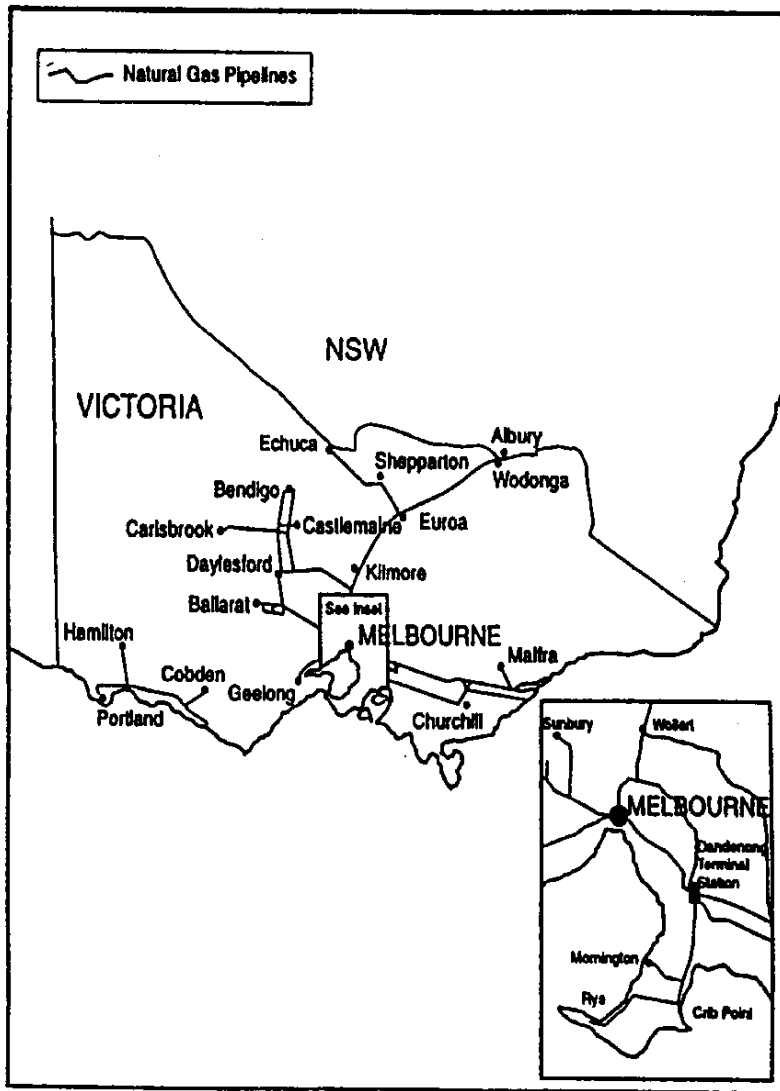 Natural Gas Pipelines
NSW
VICTORIA
Echuca
Albury
Shepparton
Wodonga
Bendigo
Carlsbrook
Castlemaine
Euroa
Daylesford
Kilmore
Ballarat
See Inset
Hamilton
MELBOURNE
Maffra
Cobden
Geelong
Portland
Churchill
Sunbury
Wollert
MELBOURNE
Dandenong
Terminal
Station
Mornington
Rys
Crib Point